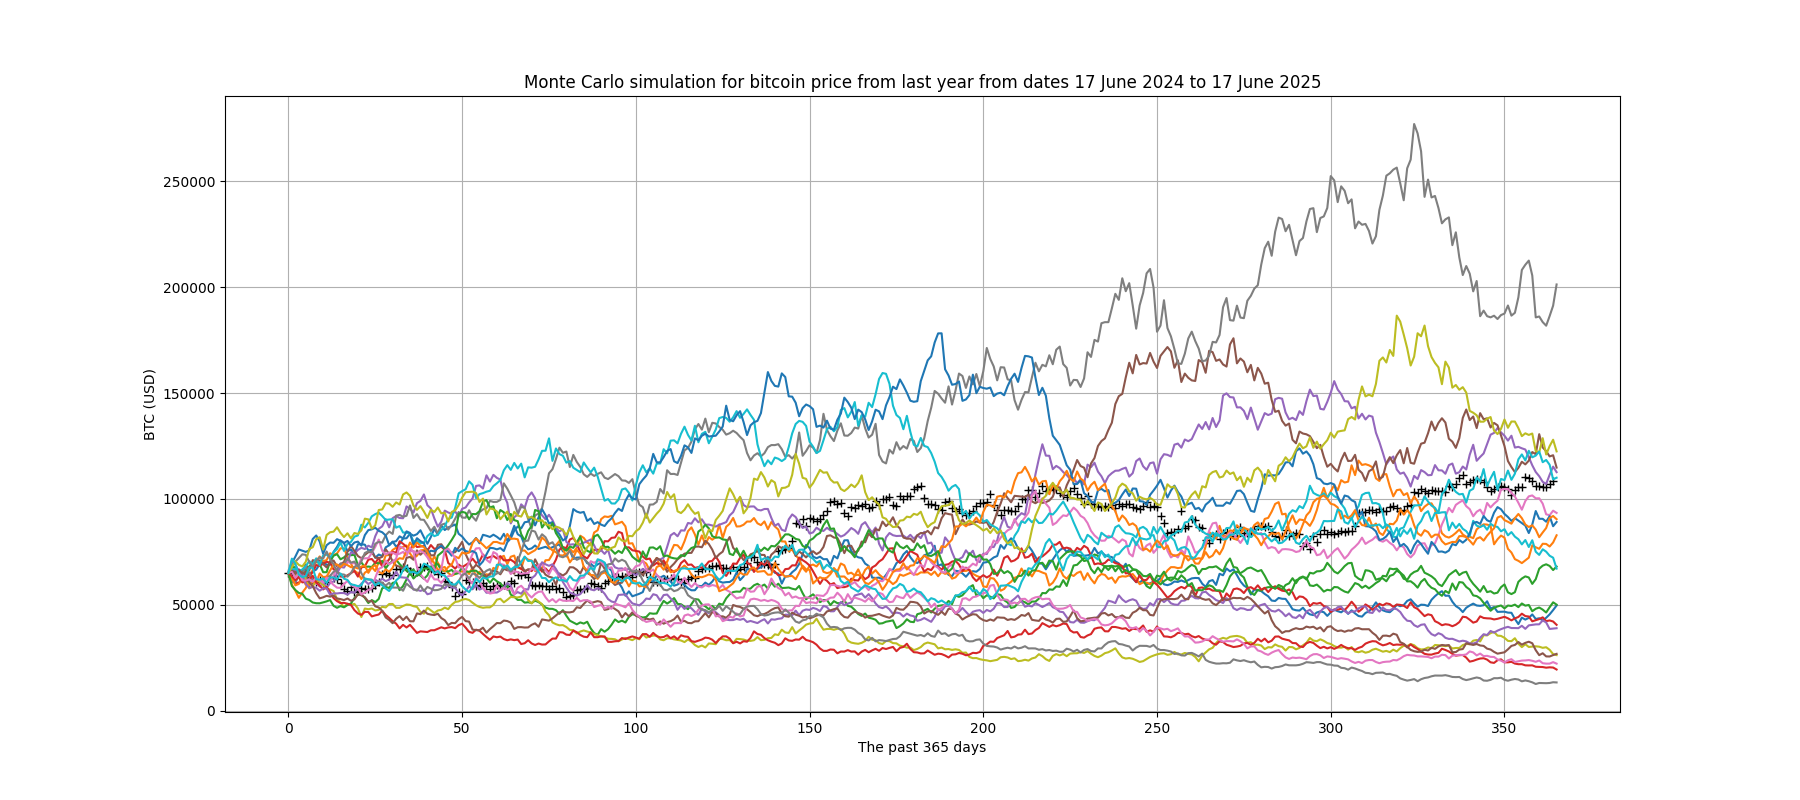 Monte Carlo simulation for bitcoin price from last year from dates 17 June 2024 to 17 June 2025
BTC (USD)
250000
200000
150000
100000
50000
0
0 50 100 150 200 250 300 350
The past 365 days